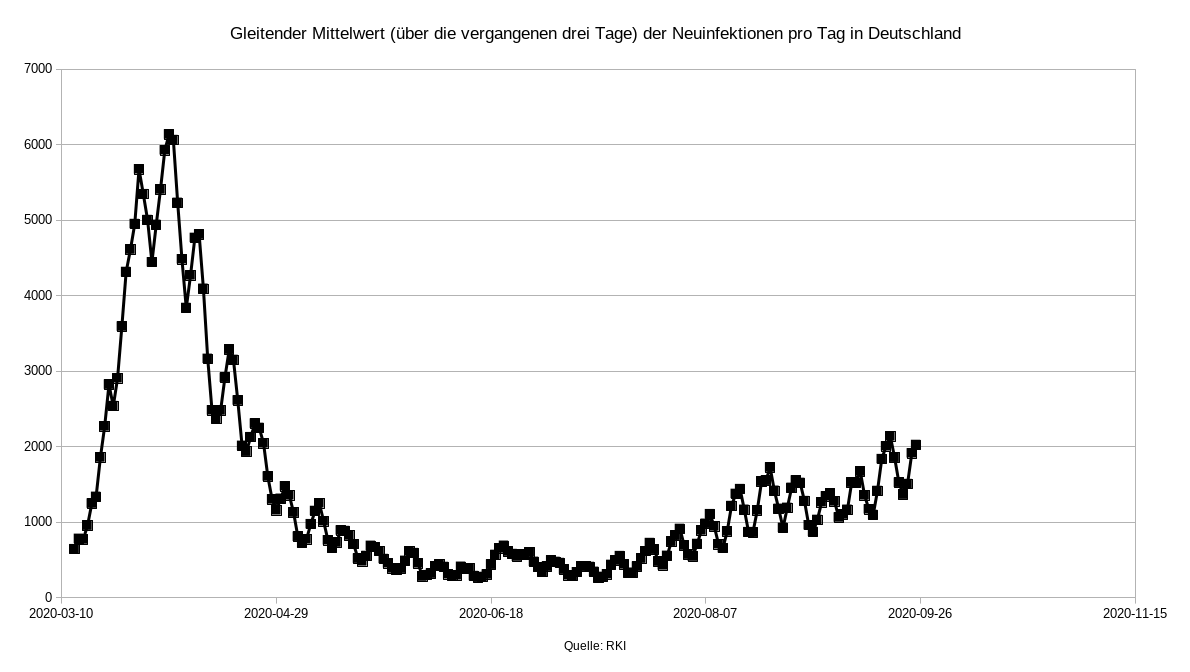 Gleitender Mittelwert (über die vergangenen drei Tage) der Neuinfektionen pro Tag in Deutschland
7000
6000
5000
4000
3000
2000
1000
0
2020-03-10 2020-04-29 2020-06-18 2020-08-07 2020-09-26 2020-11-15
Quelle: RKI